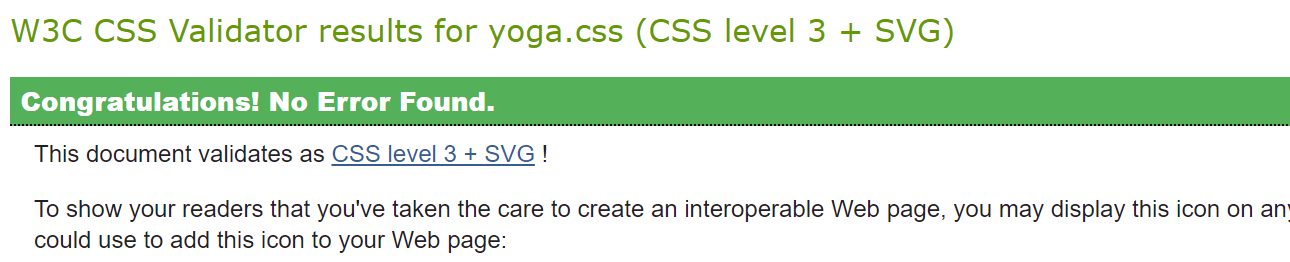 W3C CSS Validator results for yoga.css (CSS level 3 + SVG)
Congratulations! No Error Found.
This document validates as CSS level 3 + SVG !
To show your readers that you've taken the care to create an interoperable Web page, you may display this icon on any
could use to add this icon to your Web page: